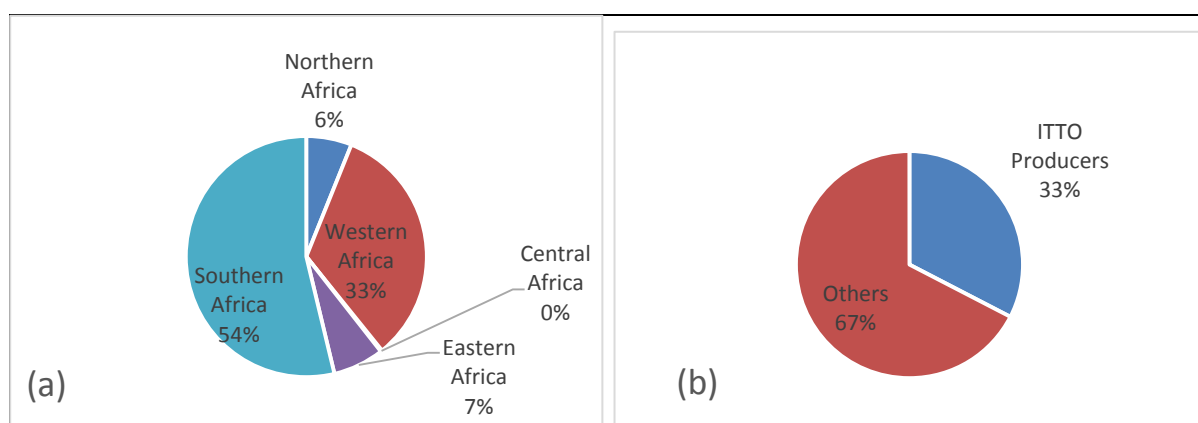 Northern
Africa
6%
Western
Africa
33%
Central
Africa
0%
Southern
Africa
54%
Eastern
Africa
7%
(a)
ITTO
Producers
33%
Others
67%
(b)